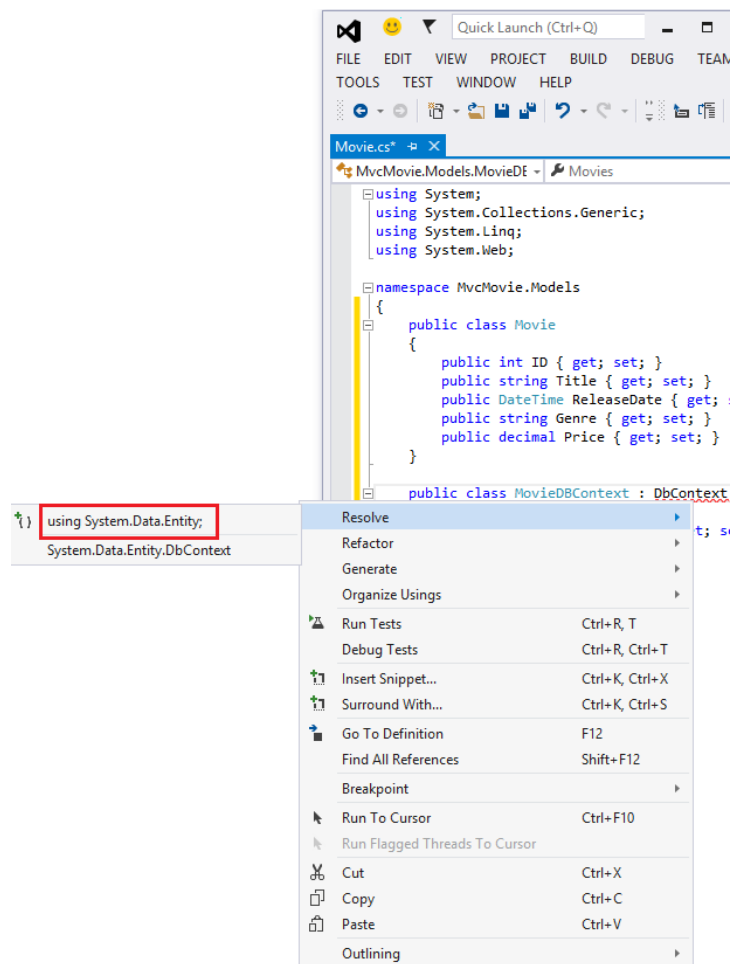 Quick Launch (Ctrl+Q)
FILE EDIT VIEW PROJECT BUILD DEBUG TEAM
TOOLS TEST WINDOW HELP
Movie.cs*
MvcMovie.Models.MovieDE Movies
using System;
using System.Collections.Generic;
using System.Linq;
using System.Web;
namespace MvcMovie.Models
{
public class Movie
{
public int ID { get; set; }
public string Title { get; set; }
public DateTime ReleaseDate { get; s
public string Genre { get; set; }
public decimal Price { get; set; }
}
public class MovieDBContext : DbContext
t; se
using System.Data.Entity;
System.Data.Entity.DbContext
Resolve
Refactor
Generate
Organize Usings
Run Tests Ctrl+R, T
Debug Tests Ctrl+R, Ctrl+T
Insert Snippet... Ctrl+K, Ctrl+X
Surround With... Ctrl+K, Ctrl+S
Go To Definition F12
Find All References Shift+F12
Breakpoint
Run To Cursor Ctrl+F10
Run Flagged Threads To Cursor
Cut Ctrl+X
Copy Ctrl+C
Paste Ctrl+V
Outlining